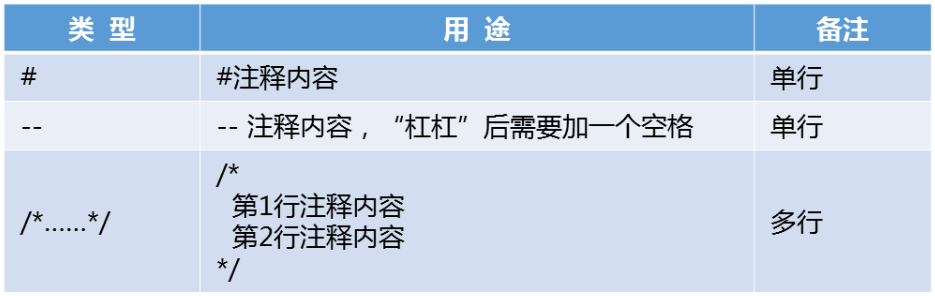 类 型 用 途 备注
# #注释内容 单行
-- -- 注释内容，“杠杠”后需要加一个空格 单行
/*......*/ /* 多行
第1行注释内容
第2行注释内容
*/